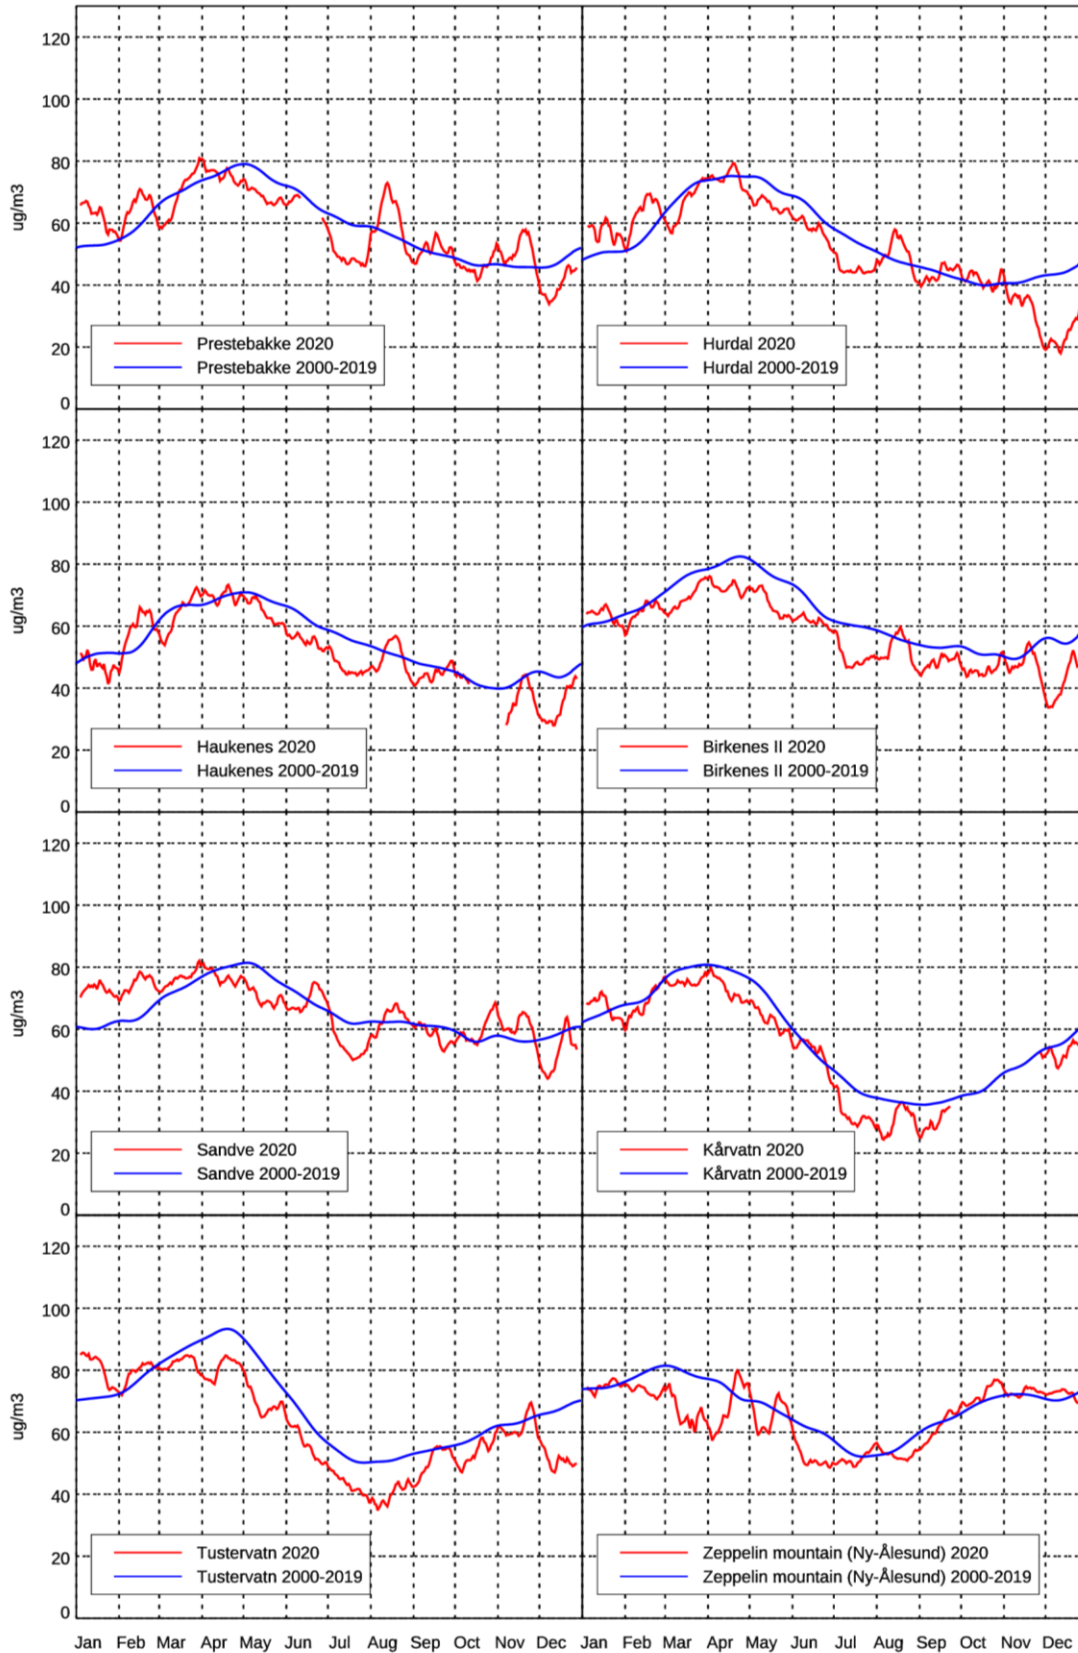 120
100
80
60
40
20
0
ug/m3
Prestebakke 2020
Prestebakke 2000-2019
Hurdal 2020
Hurdal 2000-2019
120
100
80
60
40
20
0
ug/m3
Haukenes 2020
Haukenes 2000-2019
Birkenes II 2020
Birkenes II 2000-2019
120
100
80
60
40
20
0
ug/m3
Sandve 2020
Sandve 2000-2019
Kårvatn 2020
Kårvatn 2000-2019
120
100
80
60
40
20
0
ug/m3
Tustervatn 2020
Tustervatn 2000-2019
Zeppelin mountain (Ny-Ålesund) 2020
Zeppelin mountain (Ny-Ålesund) 2000-2019
Jan Feb Mar Apr May Jun Jul Aug Sep Oct Nov Dec Jan Feb Mar Apr May Jun Jul Aug Sep Oct Nov Dec